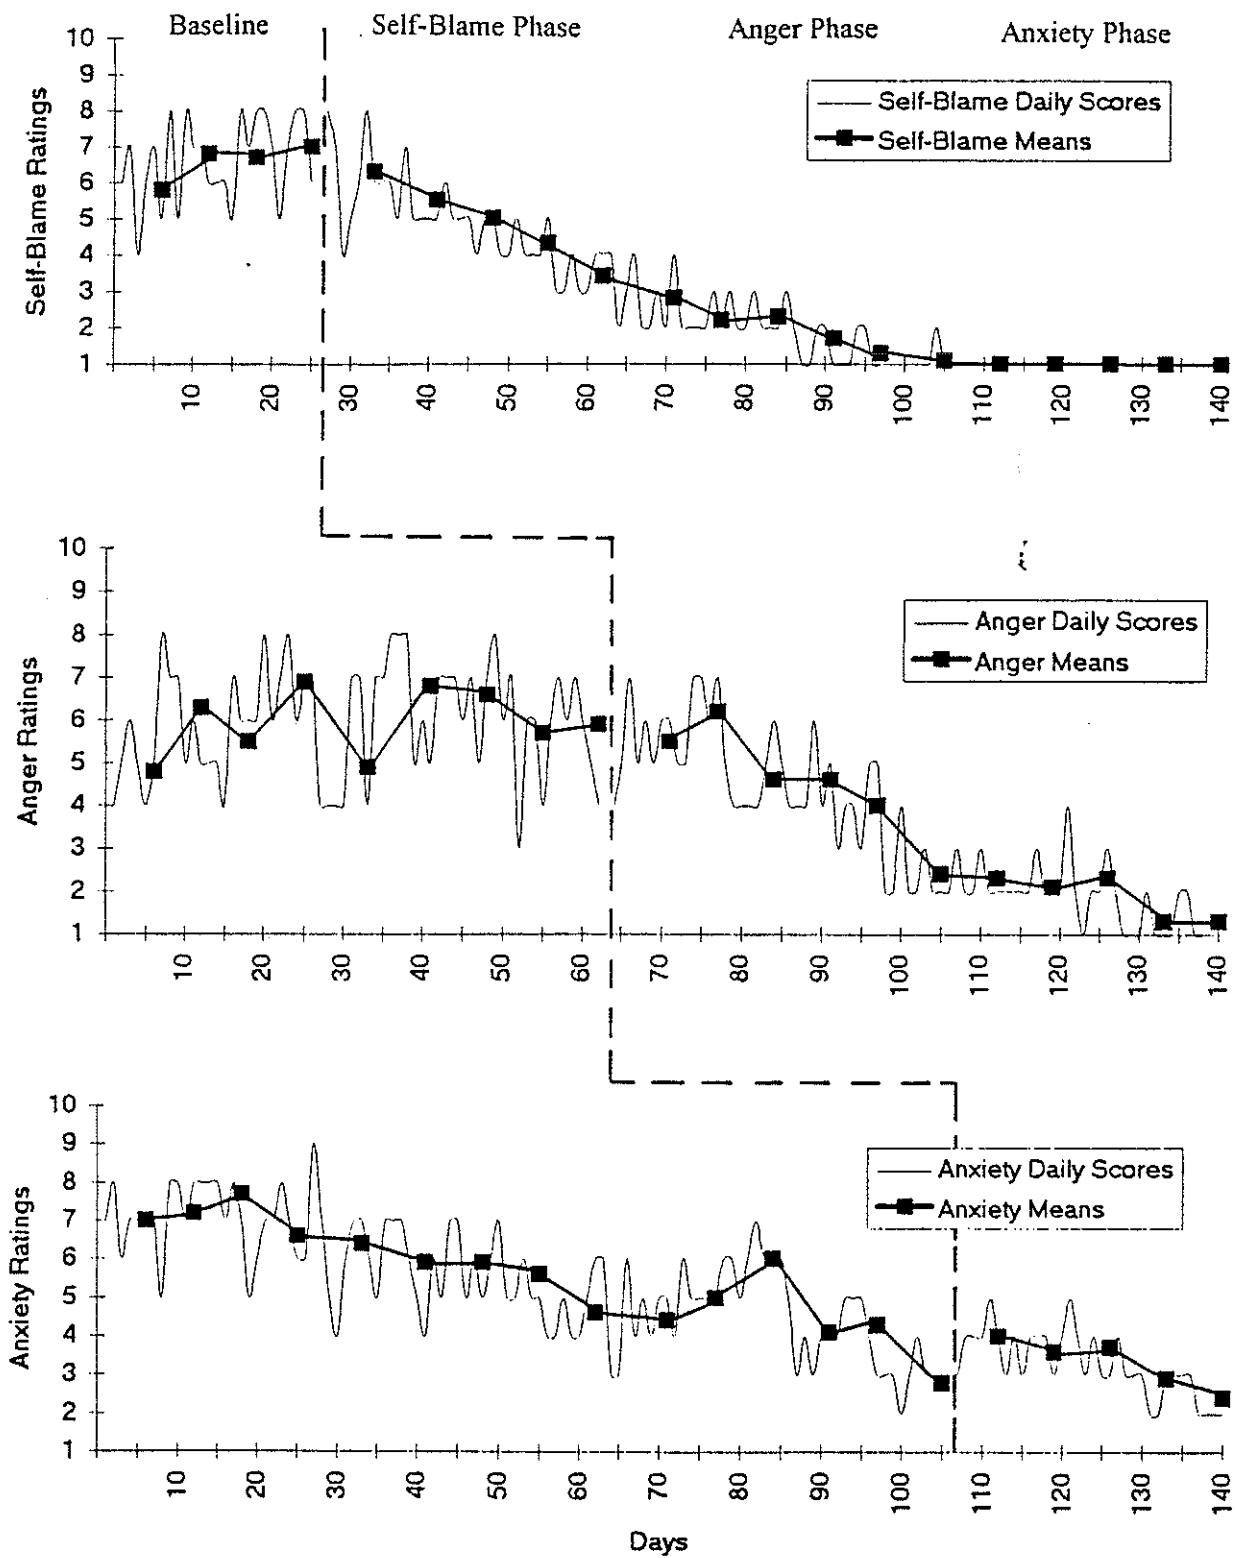 Baseline Self-Blame Phase Anger Phase Anxiety Phase
Self-Blame Ratings
10
9
8
7
6
5
4
3
2
1
Self-Blame Daily Scores
Self-Blame Means
10 20 30 40 50 60 70 80 90 100 110 120 130 140
Anger Ratings
10
9
8
7
6
5
4
3
2
1
Anger Daily Scores
Anger Means
10 20 30 40 50 60 70 80 90 100 110 120 130 140
Anxiety Ratings
10
9
8
7
6
5
4
3
2
1
Anxiety Daily Scores
Anxiety Means
10 20 30 40 50 60 70 80 90 100 110 120 130 140
Days